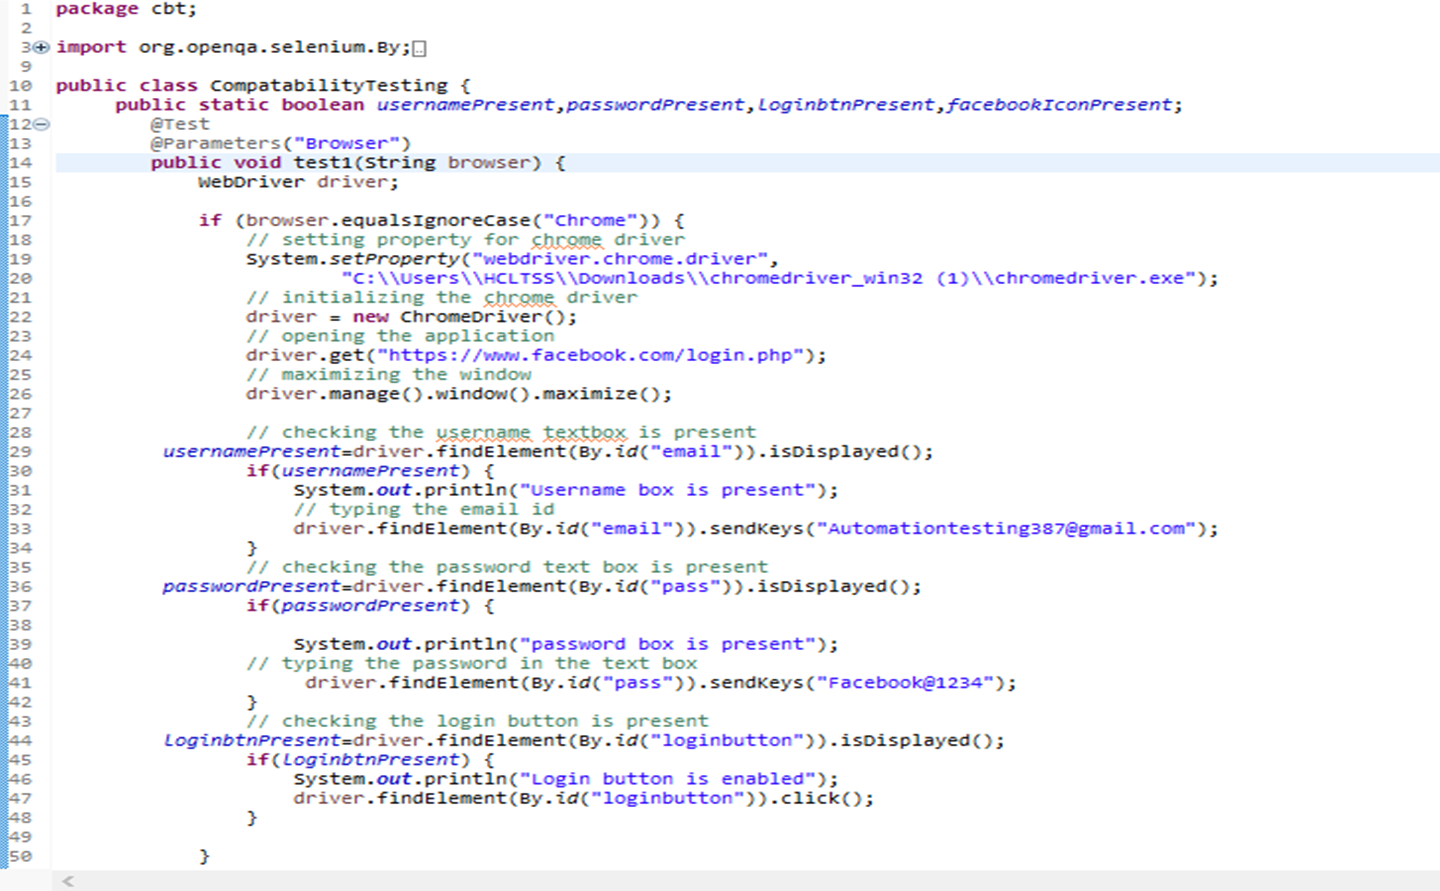 1 package cbt;
2
3 import org.openqa.selenium.By;
9
10 public class CompatabilityTesting {
11 public static boolean usernamePresent,passwordPresent,LoginbtnPresent,facebookIconPresent;
12 @Test
13 @Parameters("Browser")
14 public void test1(String browser) {
15 WebDriver driver;
16
17 if (browser.equalsIgnoreCase("Chrome")) {
18 // setting property for chrome driver
19 System.setProperty("webdriver.chrome.driver",
20 "C:\\Users\\HCLTSS\\Downloads\\chromedriver_win32 (1)\\chromedriver.exe");
21 // initializing the chrome driver
22 driver = new ChromeDriver();
23 // opening the application
24 driver.get("https://www.facebook.com/login.php");
25 // maximizing the window
26 driver.manage().window().maximize();
27
28 // checking the username textbox is present
29 usernamePresent=driver.findElement(By.id("email")).isDisplayed();
30 if(usernamePresent) {
31 System.out.println("Username box is present");
32 // typing the email id
33 driver.findElement(By.id("email")).sendKeys("Automationtesting387@gmail.com");
34 }
35 // checking the password text box is present
36 passwordPresent=driver.findElement(By.id("pass")).isDisplayed();
37 if(passwordPresent) {
38
39 System.out.println("password box is present");
40 // typing the password in the text box
41 driver.findElement(By.id("pass")).sendKeys("Facebook@1234");
42 }
43 // checking the login button is present
44 LoginbtnPresent=driver.findElement(By.id("loginbutton")).isDisplayed();
45 if(LoginbtnPresent) {
46 System.out.println("Login button is enabled");
47 driver.findElement(By.id("loginbutton")).click();
48 }
49
50 }